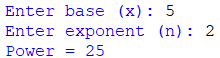 Enter base (x): 5
Enter exponent (n): 2
Power = 25